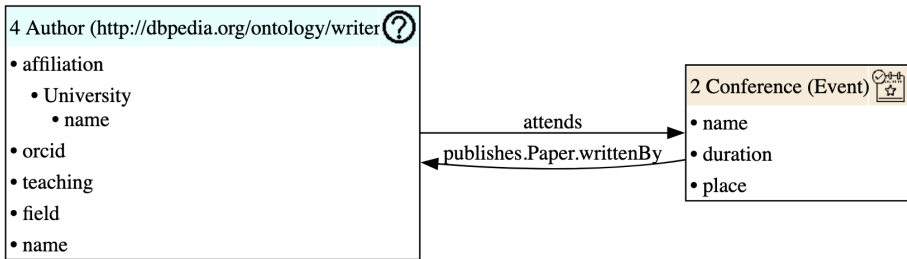 4 Author (http://dbpedia.org/ontology/writer
• affiliation
• University
• name
• orcid
• teaching
• field
• name
attends
publishes.Paper.writtenBy
2 Conference (Event)
• name
• duration
• place